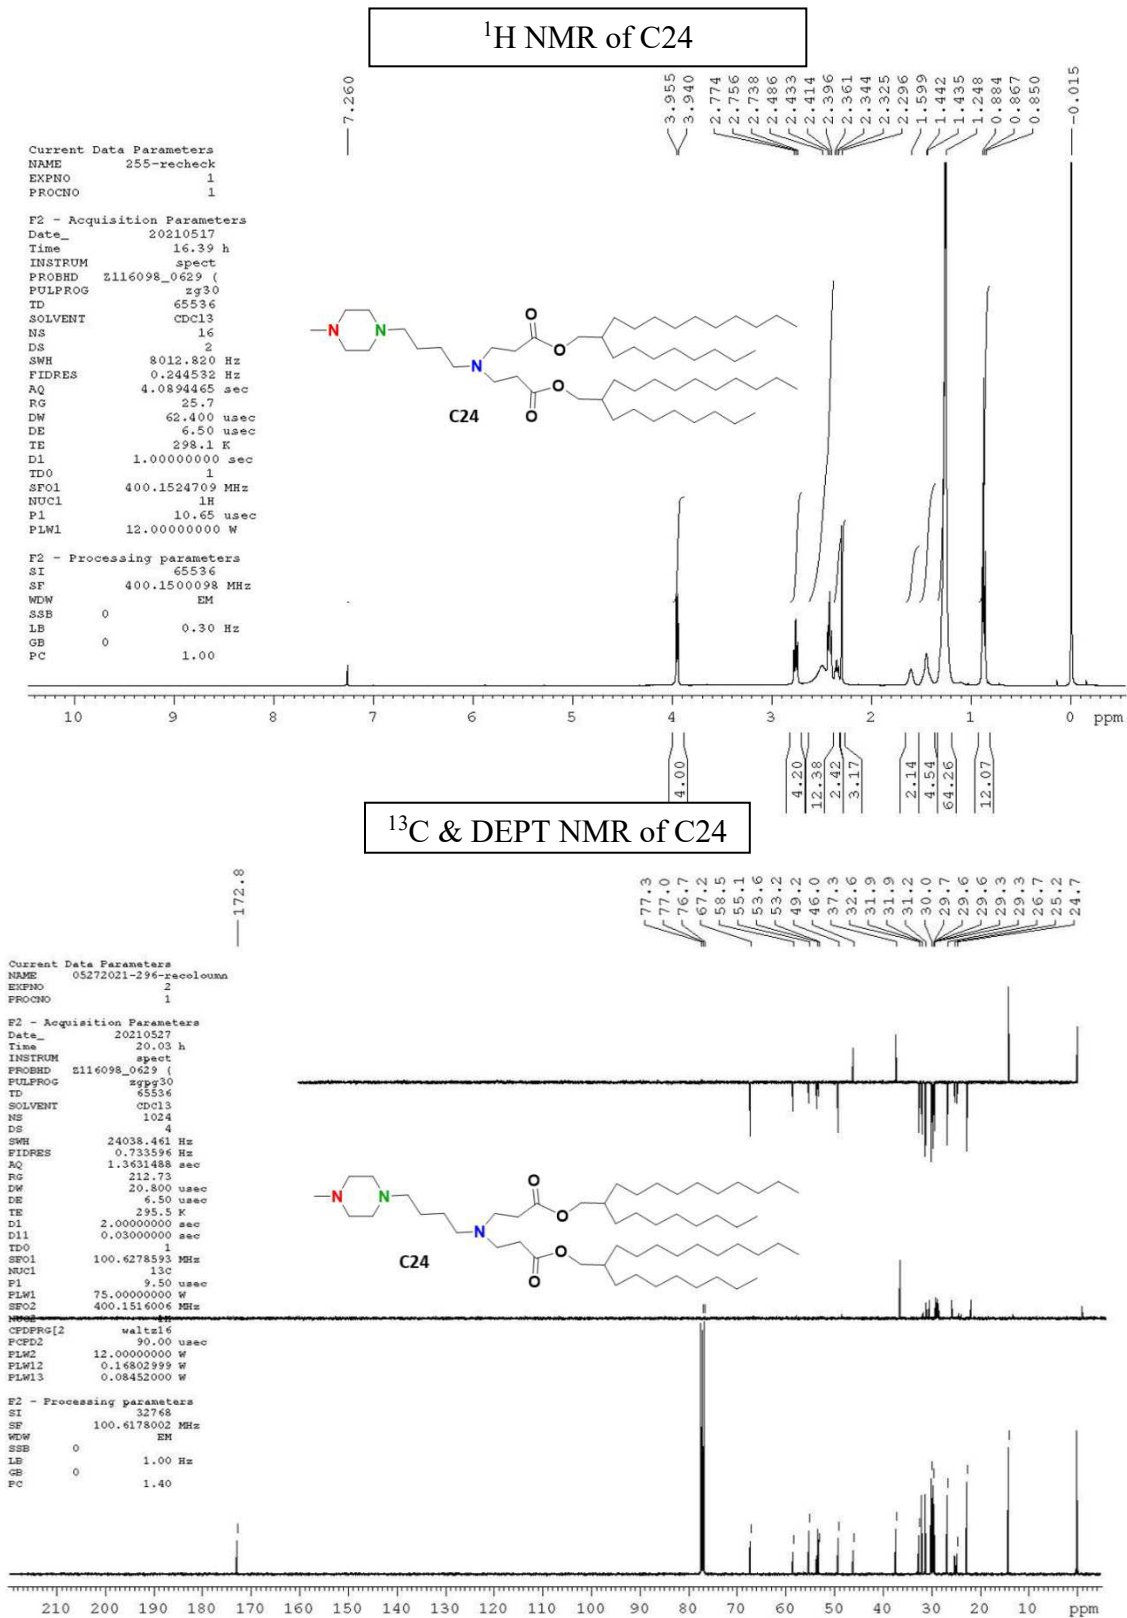 1H NMR of C24
7.260
3.955
3.940
2.774
2.756
2.738
2.486
2.433
2.414
2.396
2.361
2.344
2.325
2.296
1.599
1.442
1.435
1.248
0.884
0.867
0.850
-0.015
Current Data Parameters
NAME 255-recheck
EXPNO 1
PROCNO 1
F2 - Acquisition Parameters
Date_ 20210517
Time 16.39 h
INSTRUM spect
PROBHD Z116098_0629 (
PULPROG zg30
TD 65536
SOLVENT CDCl3
NS 16
DS 2
SWH 8012.820 Hz
FIDRES 0.244532 Hz
AQ 4.0894465 sec
RG 25.7
DW 62.400 usec
DE 6.50 usec
TE 298.1 K
D1 1.00000000 sec
TD0 1
SFO1 400.1524709 MHz
NUC1 1H
P1 10.65 usec
PLW1 12.00000000 W
F2 - Processing parameters
SI 65536
SF 400.1500098 MHz
WDW EM
SSB 0
LB 0.30 Hz
GB 0
PC 1.00
N N N O O O O
C24
10 9 8 7 6 5 4 3 2 1 0 ppm
4.00
4.20
12.38
2.42
3.17
2.14
4.54
64.26
12.07
13C & DEPT NMR of C24
172.8
77.3
77.0
76.7
67.2
58.5
55.1
53.6
53.2
49.2
46.0
37.3
32.6
31.9
31.9
31.2
30.0
29.7
29.6
29.6
29.3
29.3
26.7
25.2
24.7
Current Data Parameters
NAME 05272021-296-recoloumn
EXPNO 2
PROCNO 1
F2 - Acquisition Parameters
Date_ 20210527
Time 20.03 h
INSTRUM spect
PROBHD Z116098_0629 (
PULPROG zgpg30
TD 65536
SOLVENT CDCl3
NS 1024
DS 4
SWH 24038.461 Hz
FIDRES 0.733596 Hz
AQ 1.3631488 sec
RG 212.73
DW 20.800 usec
DE 6.50 usec
TE 295.5 K
D1 2.00000000 sec
D11 0.03000000 sec
TD0 1
SFO1 100.6278593 MHz
NUC1 13C
P1 9.50 usec
PLW1 75.00000000 W
SFO2 400.1516006 MHz
NUC2 1H
CPDPRG[2 waltz16
PCPD2 90.00 usec
PLW2 12.00000000 W
PLW12 0.16802999 W
PLW13 0.08452000 W
F2 - Processing parameters
SI 32768
SF 100.6178002 MHz
WDW EM
SSB 0
LB 1.00 Hz
GB 0
PC 1.40
N N N O O O O
C24
210 200 190 180 170 160 150 140 130 120 110 100 90 80 70 60 50 40 30 20 10 ppm